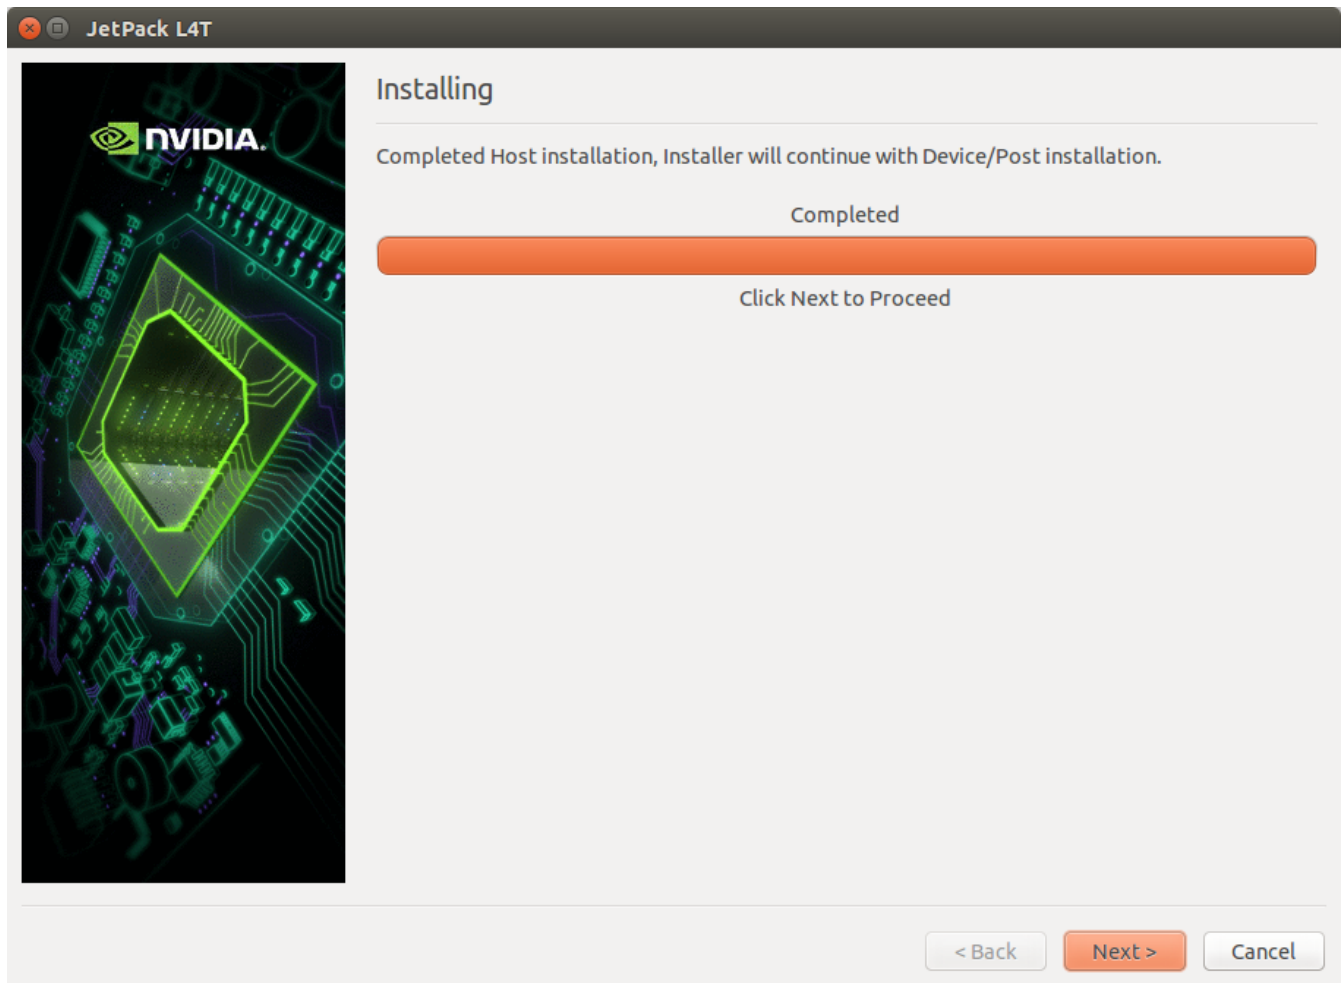 JetPack L4T
NVIDIA.
Installing
Completed Host installation, Installer will continue with Device/Post installation.
Completed
Click Next to Proceed
< Back
Next >
Cancel